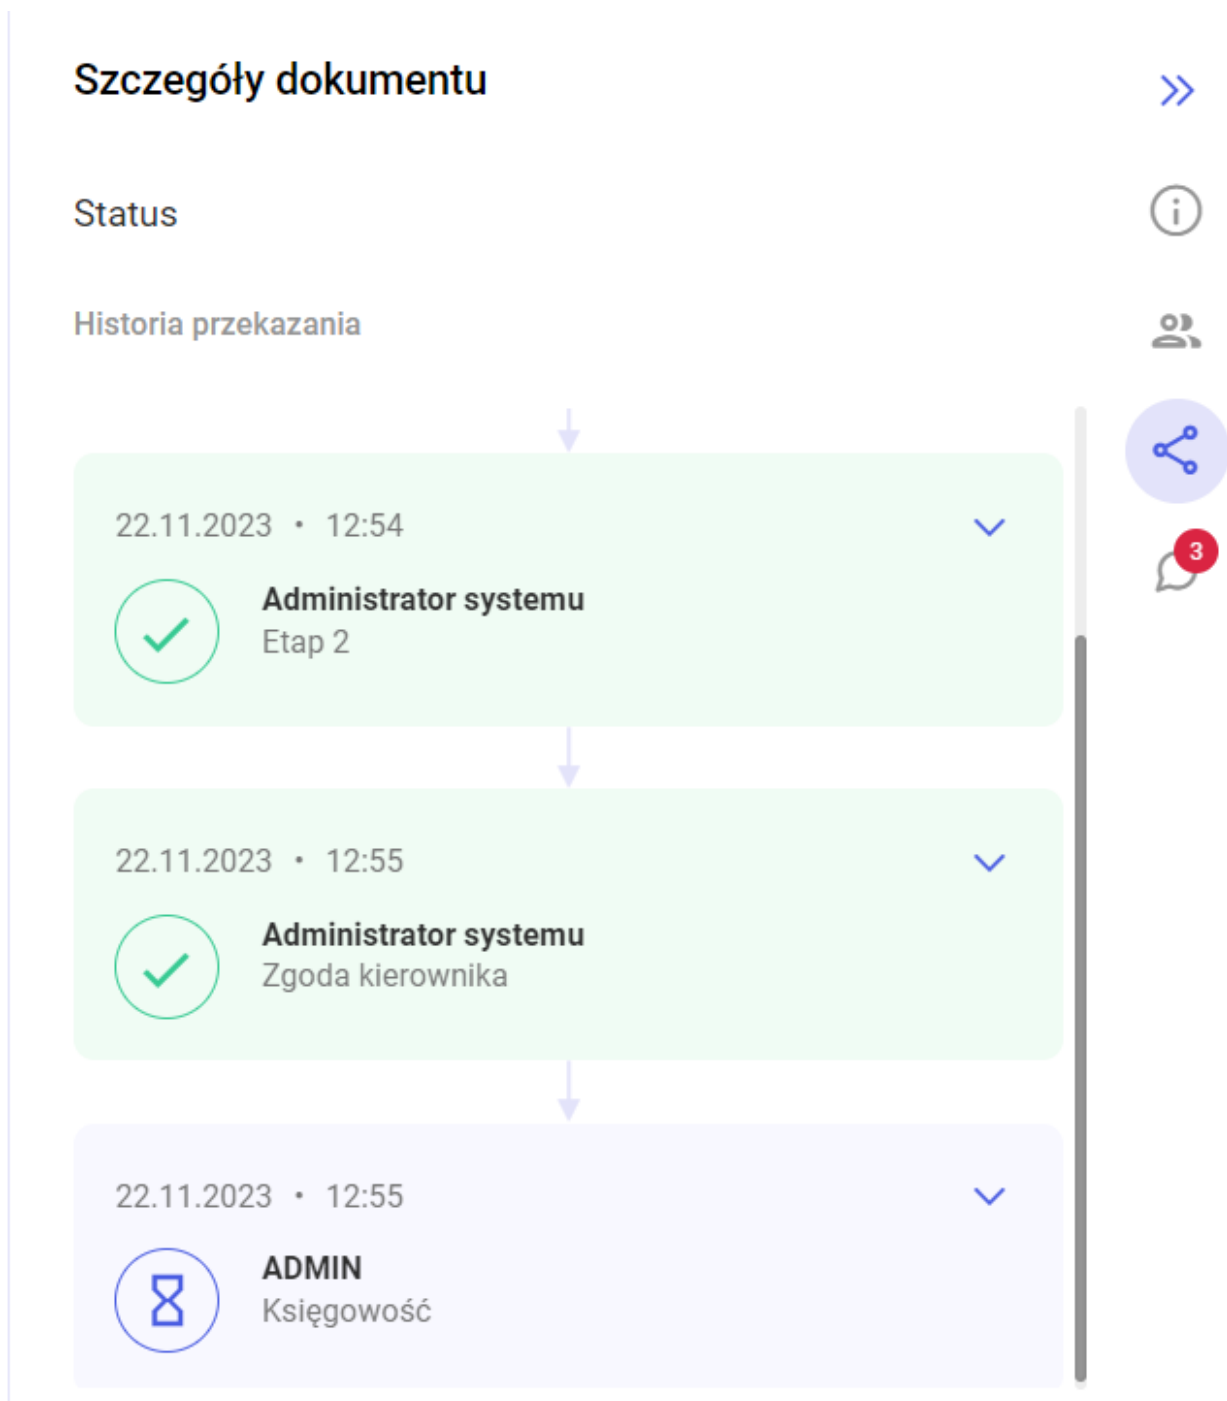 Szczegóły dokumentu
Status
Historia przekazania
22.11.2023 • 12:54
Administrator systemu
Etap 2
22.11.2023 • 12:55
Administrator systemu
Zgoda kierownika
22.11.2023 • 12:55
ADMIN
Księgowość
3